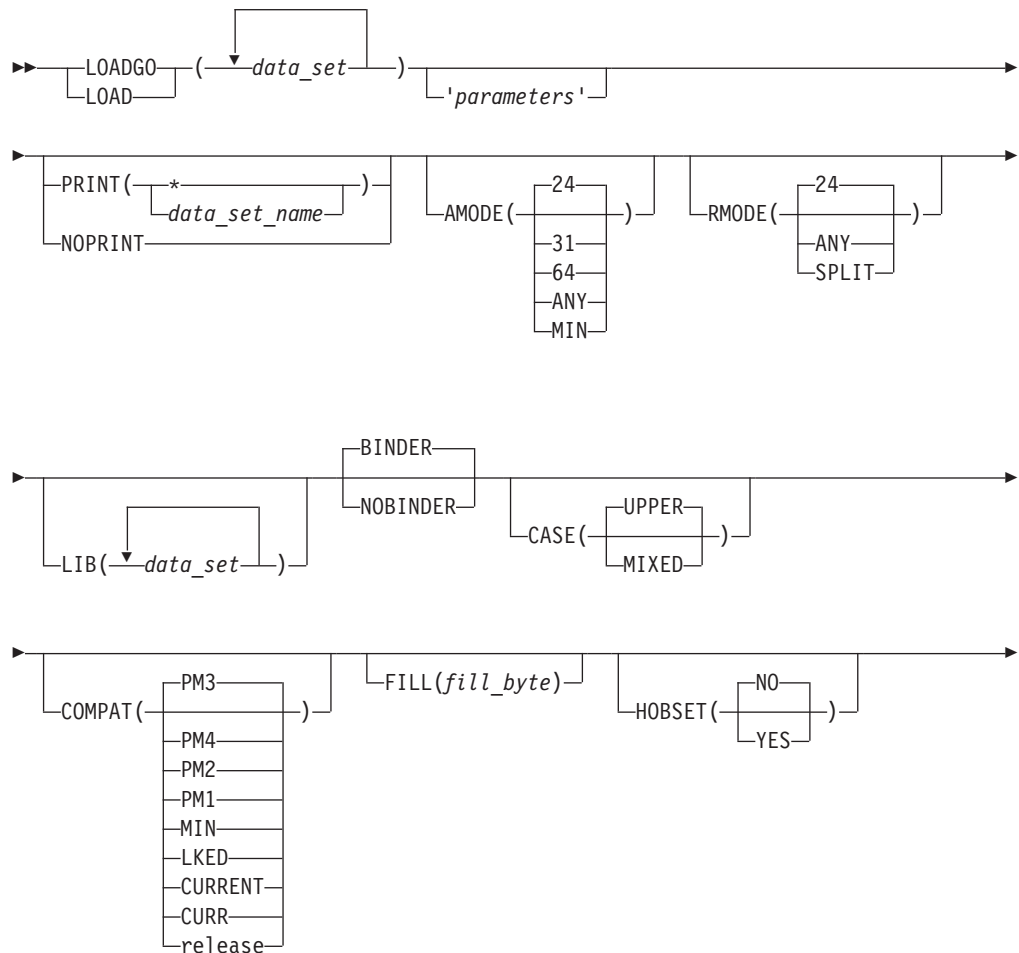 LOADGO ( data_set )
LOAD 'parameters'
PRINT( * ) 24 24
data_set_name AMODE( ) RMODE( )
NOPRINT 31 ANY
64 SPLIT
ANY
MIN
BINDER
NOBINDER UPPER
LIB( data_set ) CASE( )
MIXED
PM3 FILL(fill_byte) NO
COMPAT( ) HOBSET( )
PM4 YES
PM2
PM1
MIN
LKED
CURRENT
CURR
release